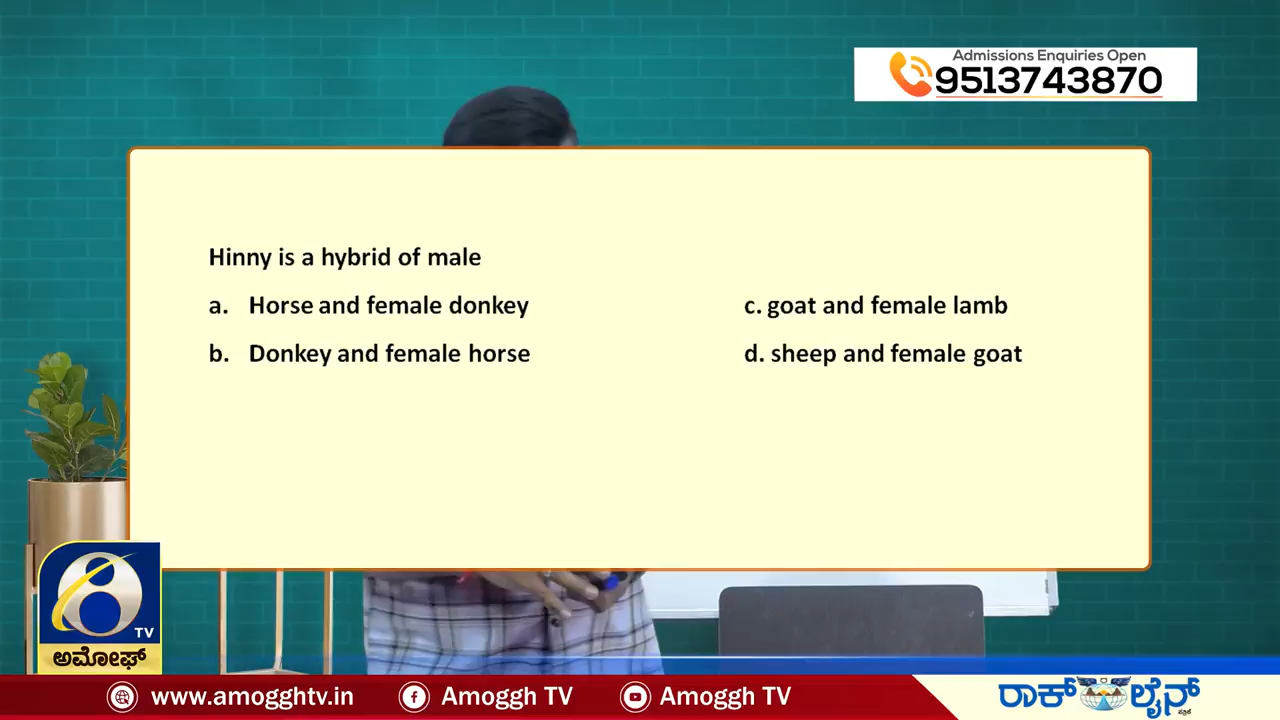 Admissions Enquiries Open
9513743870
Hinny is a hybrid of male
a. Horse and female donkey
b. Donkey and female horse
c. goat and female lamb
d. sheep and female goat
TV
ಅಮೋಘ್
www.amogghtv.in
Amoggh TV
Amoggh TV
ರಾಕ್ ಲೈನ್
ಪತ್ರಿಕೆ